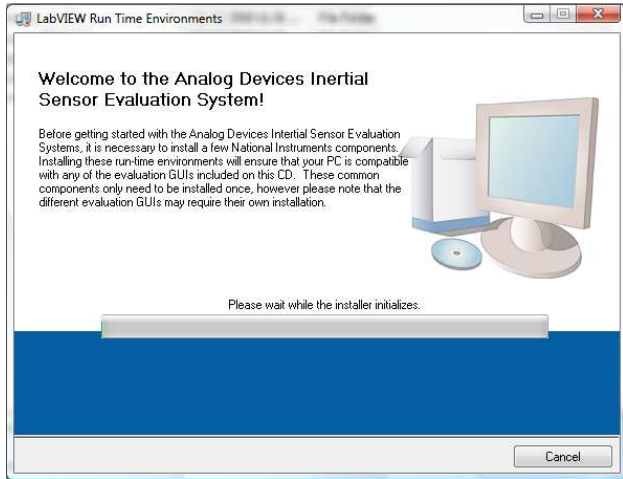 LabVIEW Run Time Environments
Welcome to the Analog Devices Inertial
Sensor Evaluation System!
Before getting started with the Analog Devices Intertial Sensor Evaluation
Systems, it is necessary to install a few National Instruments components.
Installing these run-time environments will ensure that your PC is compatible
with any of the evaluation GUIs included on this CD.  These common
components only need to be installed once, however please note that the
different evaluation GUIs may require their own installation.
Please wait while the installer initializes.
Cancel